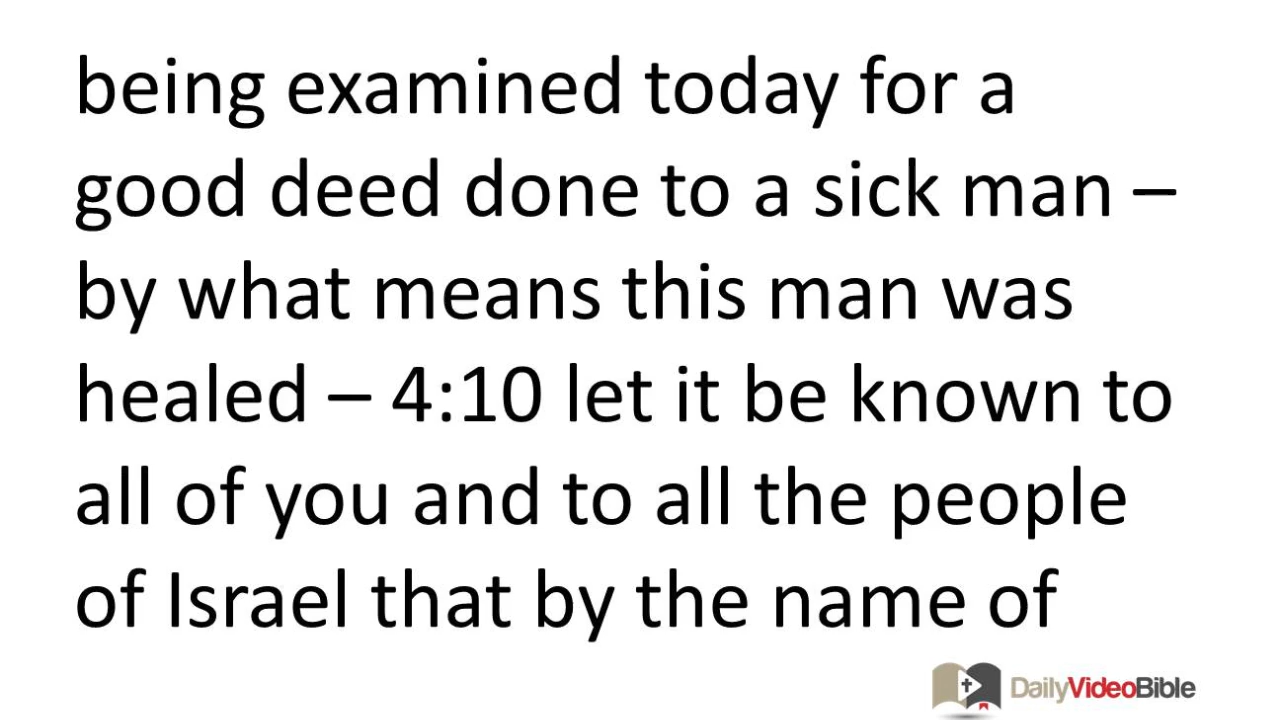 being examined today for a
good deed done to a sick man –
by what means this man was
healed – 4:10 let it be known to
all of you and to all the people
of Israel that by the name of
DailyVideoBible